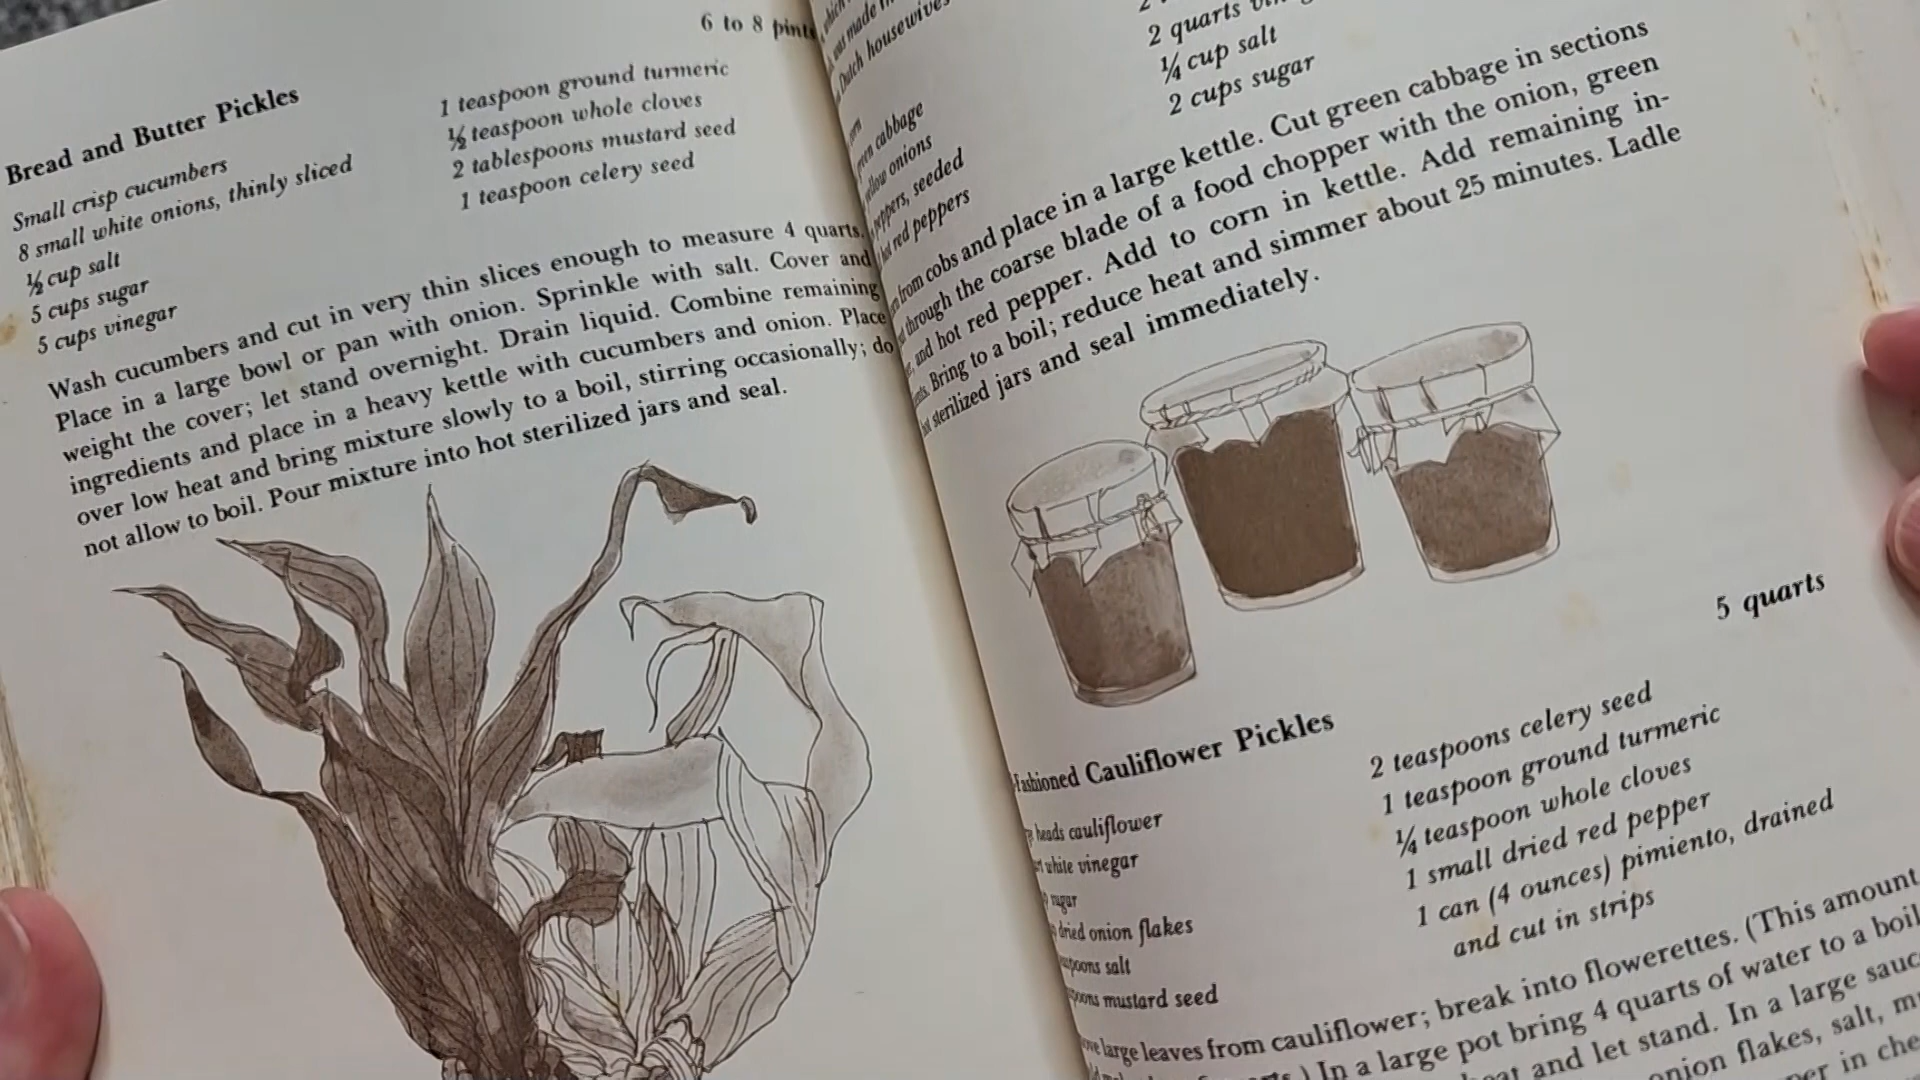 6 to 8 pints
Bread and Butter Pickles
Small crisp cucumbers
8 small white onions, thinly sliced
½ cup salt
5 cups sugar
5 cups vinegar
1 teaspoon ground turmeric
½ teaspoon whole cloves
2 tablespoons mustard seed
1 teaspoon celery seed
Wash cucumbers and cut in very thin slices enough to measure 4 quarts.
Place in a large bowl or pan with onion. Sprinkle with salt. Cover and
weight the cover; let stand overnight. Drain liquid. Combine remaining
ingredients and place in a heavy kettle with cucumbers and onion. Place
over low heat and bring mixture slowly to a boil, stirring occasionally; do
not allow to boil. Pour mixture into hot sterilized jars and seal.
which
was made
Dutch housewives
cabbage
onions
peppers, seeded
red peppers
2
2 quarts
¼ cup salt
2 cups sugar
from cobs and place in a large kettle. Cut green cabbage in sections
through the coarse blade of a food chopper with the onion, green
and hot red pepper. Add to corn in kettle. Add remaining in-
Bring to a boil; reduce heat and simmer about 25 minutes. Ladle
hot sterilized jars and seal immediately.
5 quarts
Fashioned Cauliflower Pickles
heads cauliflower
white vinegar
sugar
dried onion flakes
salt
mustard seed
2 teaspoons celery seed
1 teaspoon ground turmeric
¼ teaspoon whole cloves
1 small dried red pepper
1 can (4 ounces) pimiento, drained
and cut in strips
large leaves from cauliflower; break into flowerettes. (This amount
In a large pot bring 4 quarts of water to a boil
and let stand. In a large
onion flakes, salt,
in